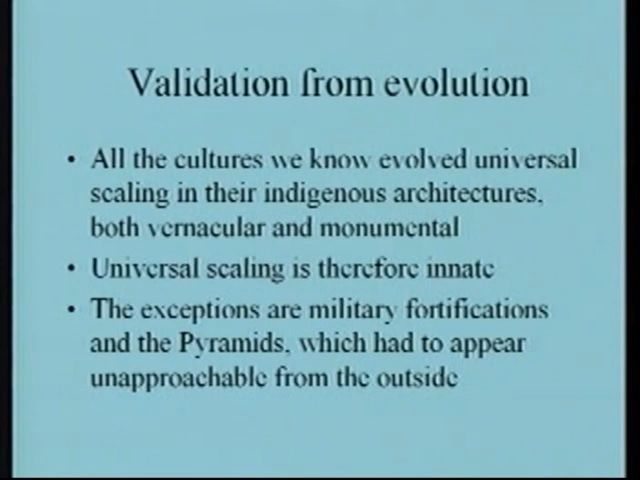 Validation from evolution
• All the cultures we know evolved universal
scaling in their indigenous architectures,
both vernacular and monumental
• Universal scaling is therefore innate
• The exceptions are military fortifications
and the Pyramids, which had to appear
unapproachable from the outside